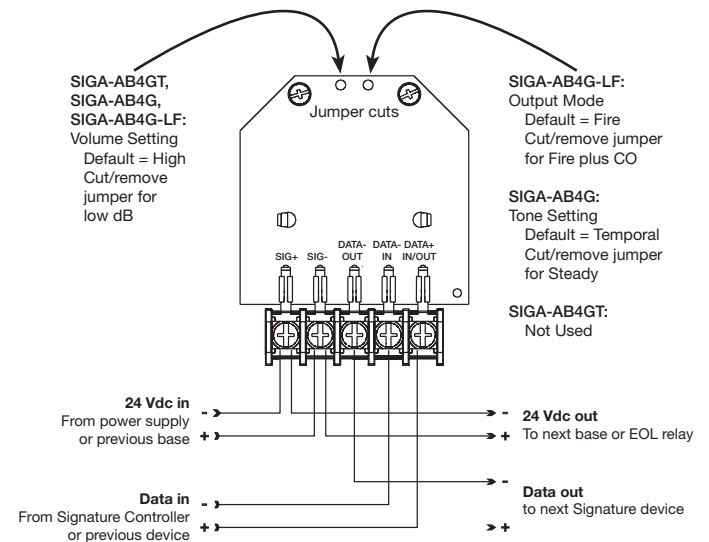 SIGA-AB4GT,
SIGA-AB4G,
SIGA-AB4G-LF:
Volume Setting
Default = High
Cut/remove
jumper for
low dB
Jumper cuts
SIGA-AB4G-LF:
Output Mode
Default = Fire
Cut/remove jumper
for Fire plus CO
SIGA-AB4G:
Tone Setting
Default = Temporal
Cut/remove jumper
for Steady
SIGA-AB4GT:
Not Used
SIG+
SIG-
DATA-
OUT
DATA-
IN
DATA+
IN/OUT
24 Vdc in
From power supply
or previous base
-
+
-
+
24 Vdc out
To next base or EOL relay
Data in
From Signature Controller
or previous device
-
+
-
+
Data out
to next Signature device